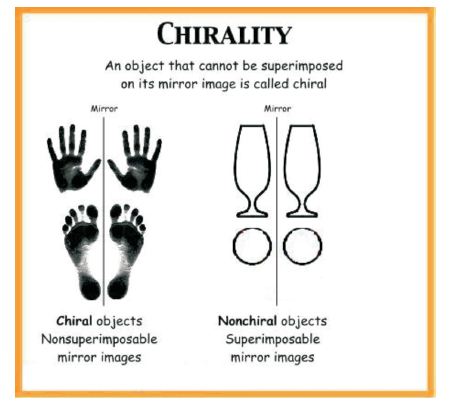 CHIRALITY
An object that cannot be superimposed
on its mirror image is called chiral
Mirror
Mirror
Chiral objects
Nonsuperimposable
mirror images
Nonchiral objects
Superimposable
mirror images